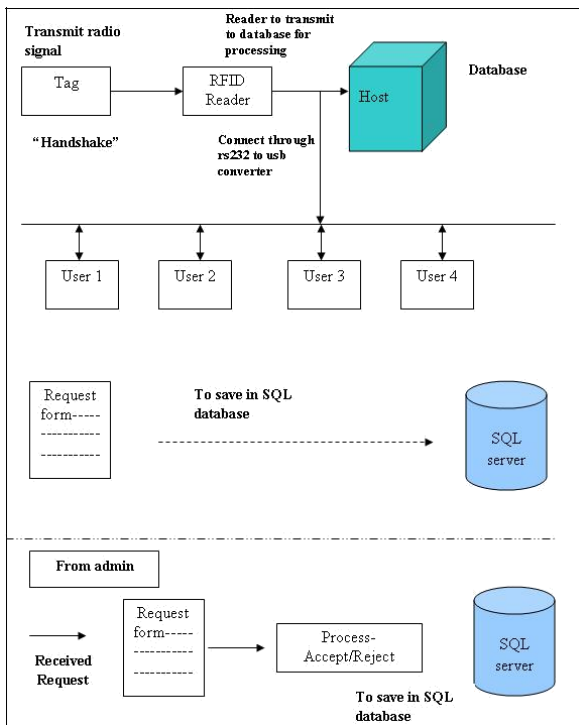 Transmit radio
signal
Reader to transmit
to database for
processing
Tag
RFID
Reader
Host
Database
“Handshake”
Connect through
rs232 to usb
converter
User 1
User 2
User 3
User 4
Request
form-----
-----------
-----------
To save in SQL
database
SQL
server
From admin
Received
Request
Request
form-----
-----------
-----------
Process-
Accept/Reject
To save in SQL
database
SQL
server